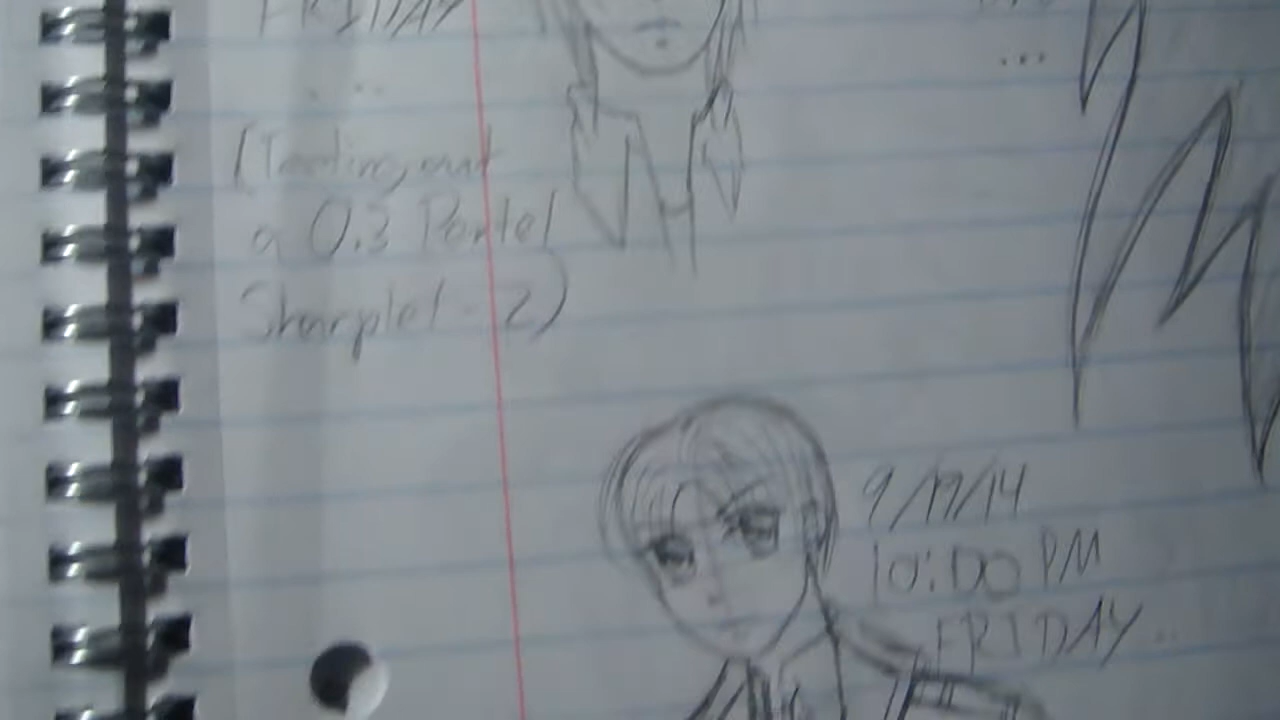 FRIDAY
...
(Testing out
a 0.3 Pentel
Sharplet - 2)
9/19/14
10:00 PM
FRIDAY...